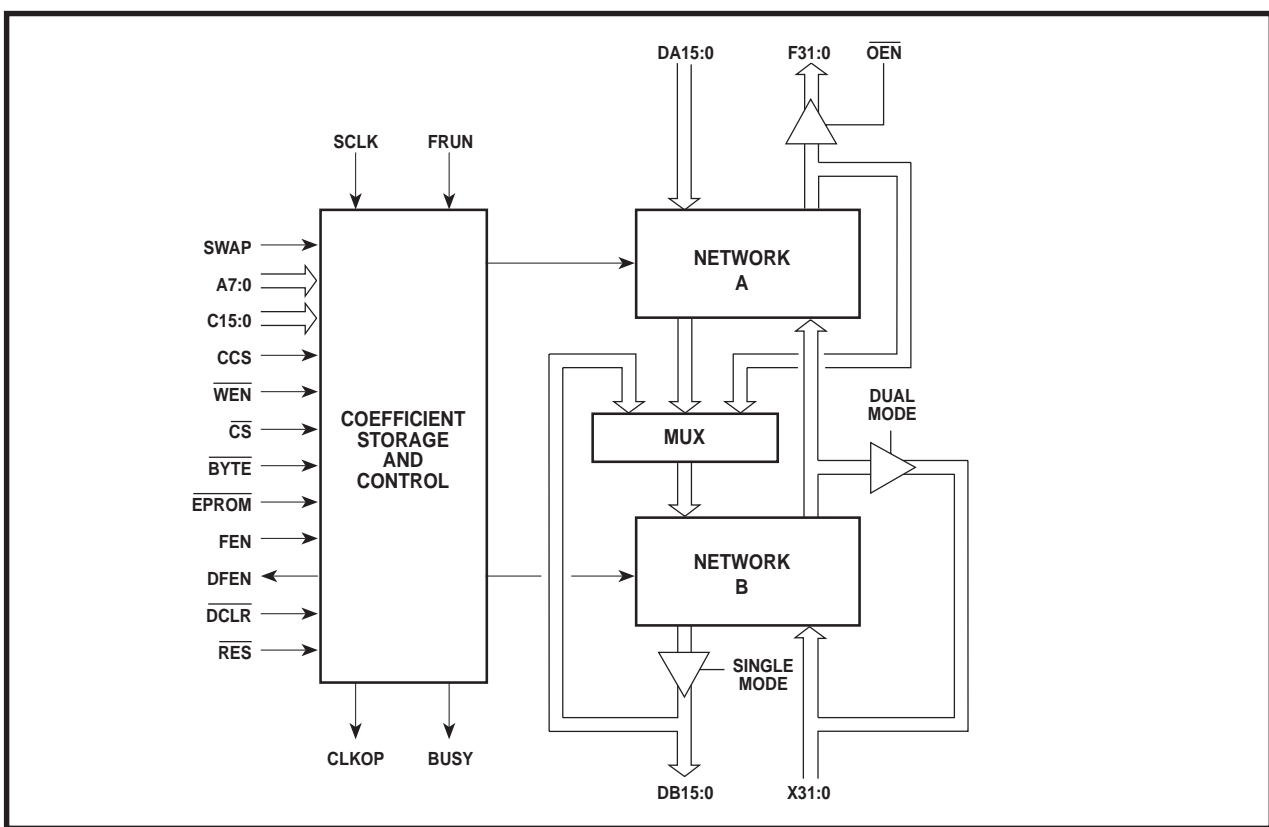 DA15:0
F31:0
OEN
SCLK
FRUN
SWAP
A7:0
C15:0
CCS
WEN
CS
BYTE
EPROM
FEN
DFEN
DCLR
RES
COEFFICIENT
STORAGE
AND
CONTROL
CLKOP
BUSY
NETWORK
A
MUX
DUAL
MODE
NETWORK
B
SINGLE
MODE
DB15:0
X31:0